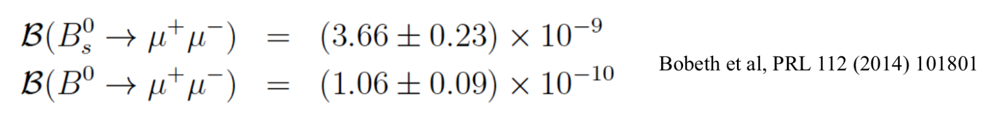 𝓑(B⁰ₛ → μ⁺μ⁻) = (3.66 ± 0.23) × 10⁻⁹
𝓑(B⁰ → μ⁺μ⁻) = (1.06 ± 0.09) × 10⁻¹⁰
Bobeth et al, PRL 112 (2014) 101801